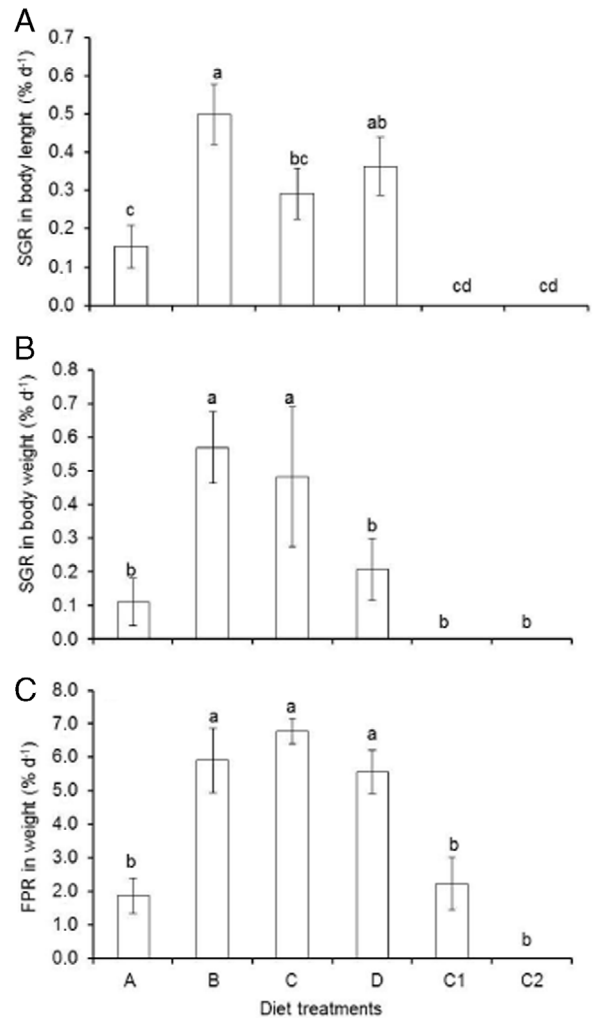 A
SGR in body lenght (% d-1)
0.7
0.6
0.5
0.4
0.3
0.2
0.1
0.0
c
a
bc
ab
cd
cd
B
SGR in body weight (% d-1)
0.8
0.7
0.6
0.5
0.4
0.3
0.2
0.1
0.0
b
a
a
b
b
b
C
FPR in weight (% d-1)
8.0
7.0
6.0
5.0
4.0
3.0
2.0
1.0
0.0
b
a
a
a
b
b
A B C D C1 C2
Diet treatments